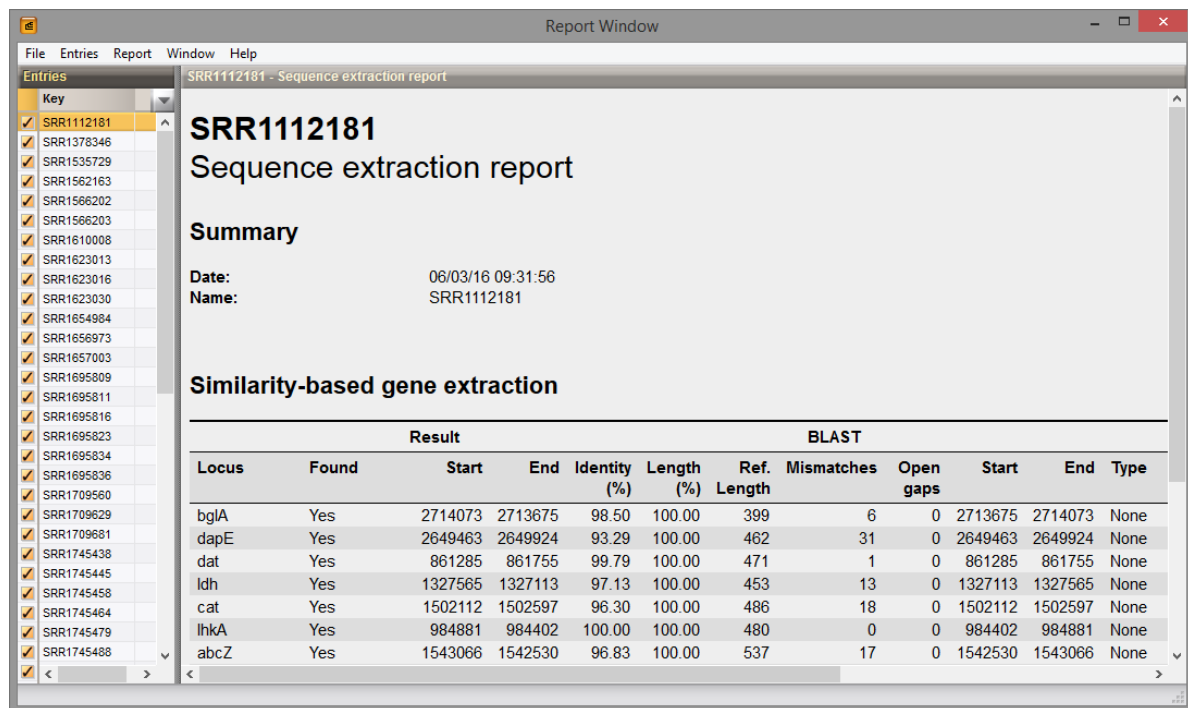 Report Window
File Entries Report Window Help
Entries
Key
SRR1112181
SRR1378346
SRR1535729
SRR1562163
SRR1566202
SRR1566203
SRR1610008
SRR1623013
SRR1623016
SRR1623030
SRR1654984
SRR1656973
SRR1657003
SRR1695809
SRR1695811
SRR1695816
SRR1695823
SRR1695834
SRR1695836
SRR1709560
SRR1709629
SRR1709681
SRR1745438
SRR1745445
SRR1745458
SRR1745464
SRR1745479
SRR1745488
SRR1112181 - Sequence extraction report
SRR1112181
Sequence extraction report
Summary
Date: 06/03/16 09:31:56
Name: SRR1112181
Similarity-based gene extraction
Result BLAST
Locus Found Start End Identity Length Ref. Mismatches Open Start End Type
(%) (%) Length gaps
bglA Yes 2714073 2713675 98.50 100.00 399 6 0 2713675 2714073 None
dapE Yes 2649463 2649924 93.29 100.00 462 31 0 2649463 2649924 None
dat Yes 861285 861755 99.79 100.00 471 1 0 861285 861755 None
ldh Yes 1327565 1327113 97.13 100.00 453 13 0 1327113 1327565 None
cat Yes 1502112 1502597 96.30 100.00 486 18 0 1502112 1502597 None
lhkA Yes 984881 984402 100.00 100.00 480 0 0 984402 984881 None
abcZ Yes 1543066 1542530 96.83 100.00 537 17 0 1542530 1543066 None